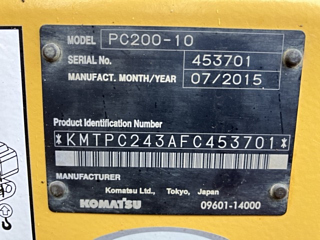 MODEL PC200-10
SERIAL No. 453701
MANUFACT. MONTH/YEAR 07/2015
Product Identification Number
*KMTPC243AFC453701*
MANUFACTURER
Komatsu Ltd., Tokyo, Japan
KOMATSU 09601-14000